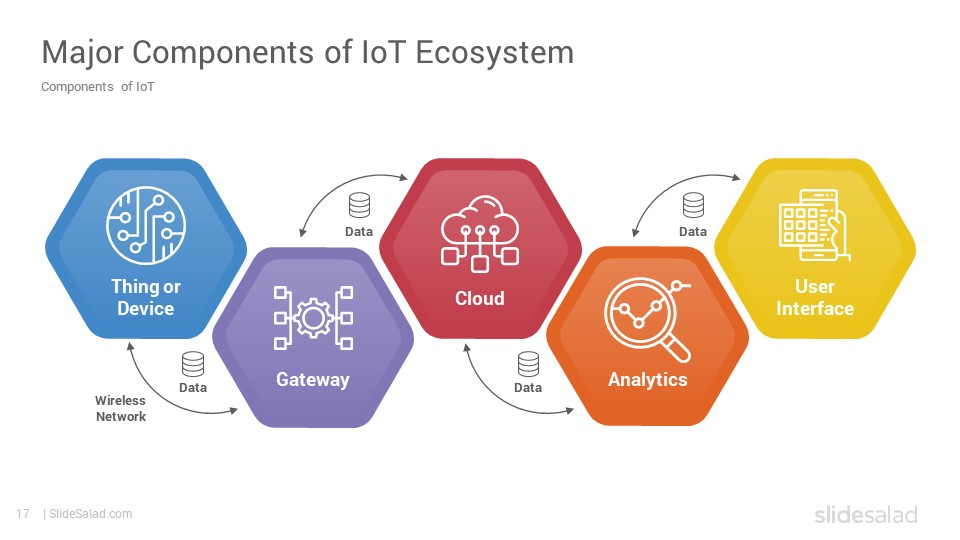 Major Components of IoT Ecosystem
Components of IoT
Thing or
Device
Data
Wireless
Network
Gateway
Data
Cloud
Data
Analytics
Data
User
Interface
17 | SlideSalad.com
slidesalad